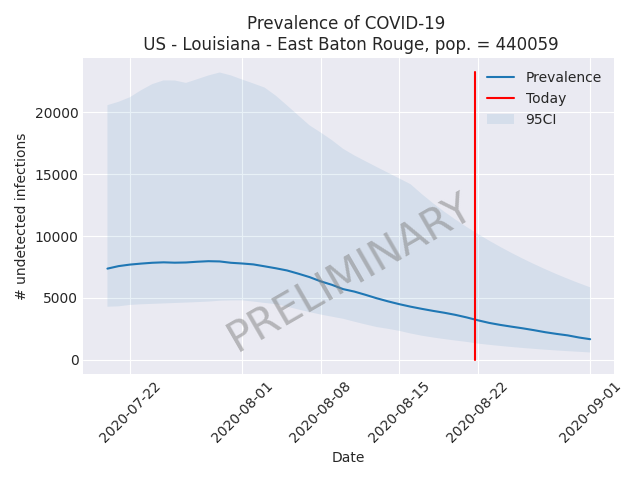 Prevalence of COVID-19
US - Louisiana - East Baton Rouge, pop. = 440059
Prevalence
Today
95CI
# undetected infections
20000
15000
10000
5000
0
PRELIMINARY
2020-07-22
2020-08-01
2020-08-08
2020-08-15
2020-08-22
2020-09-01
Date